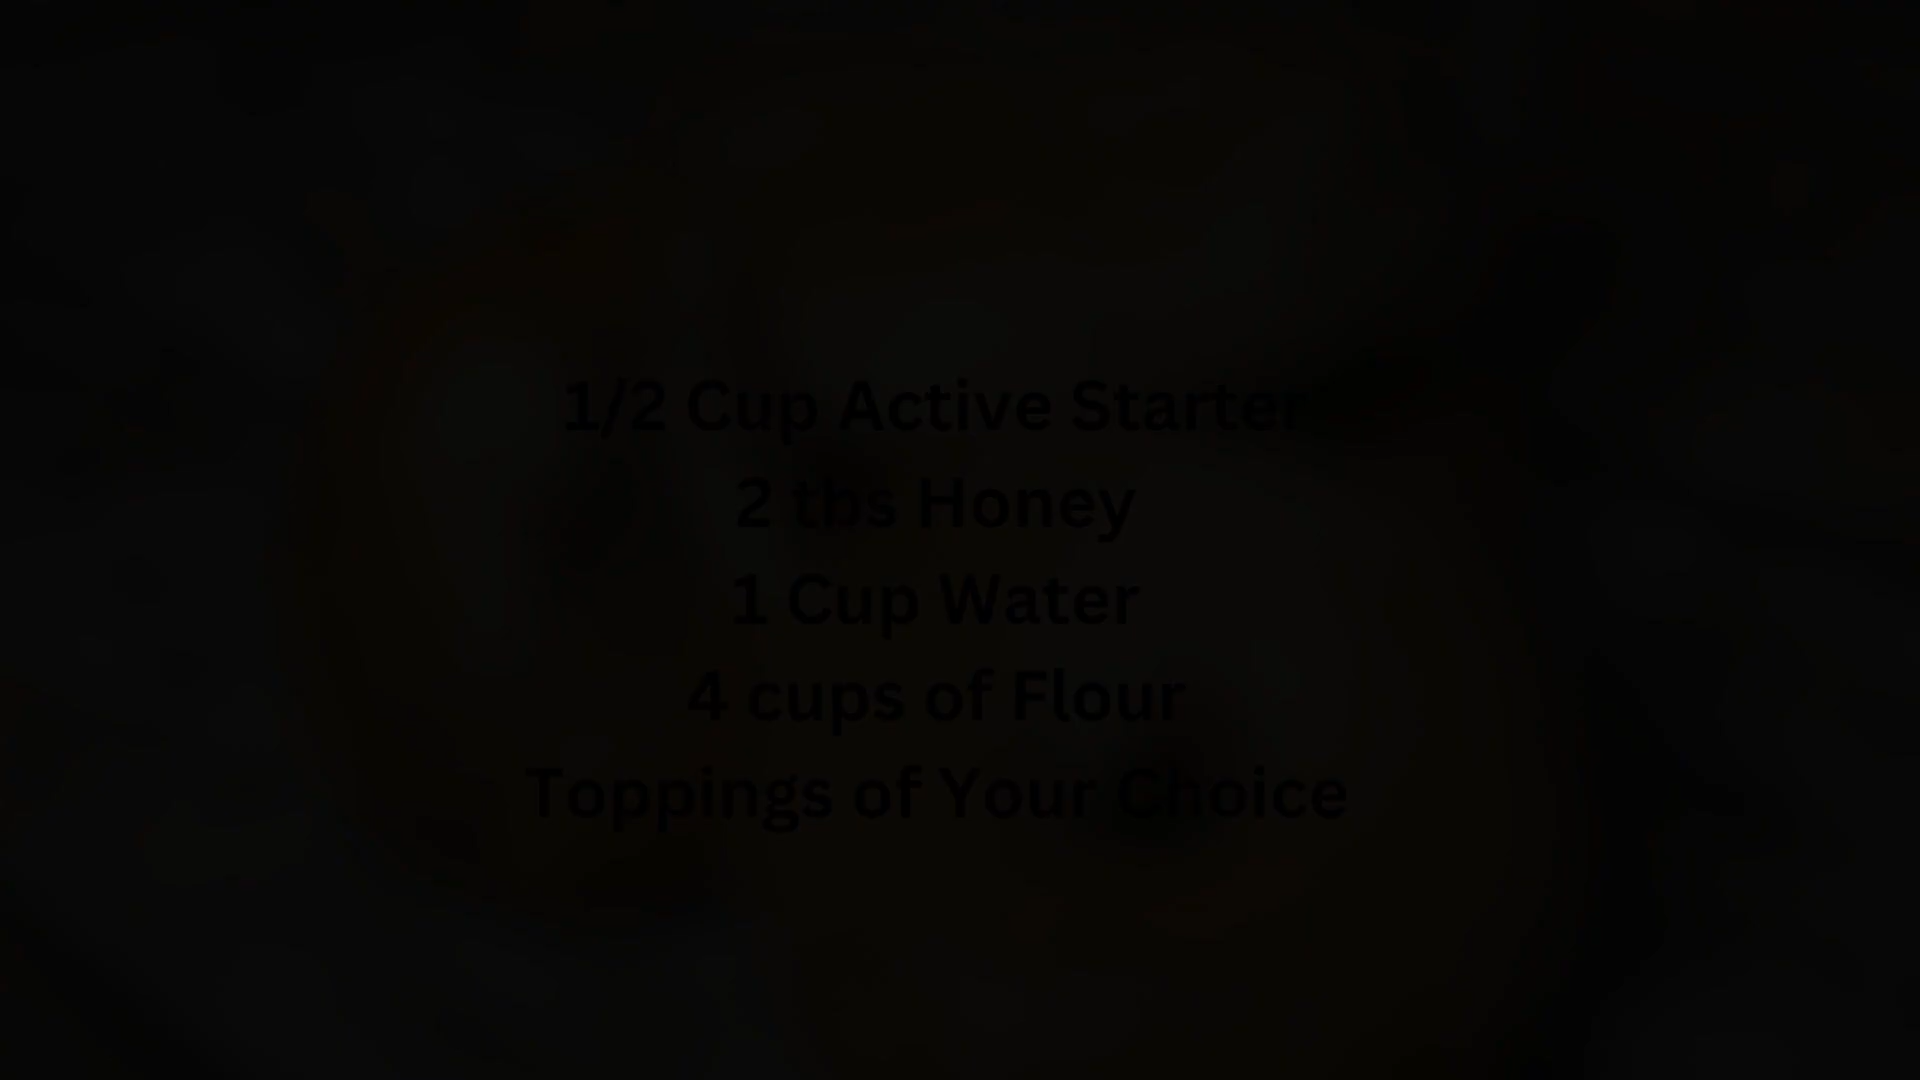 1/2 Cup Active Starter
2 tbs Honey
1 Cup Water
4 cups of Flour
Toppings of Your Choice